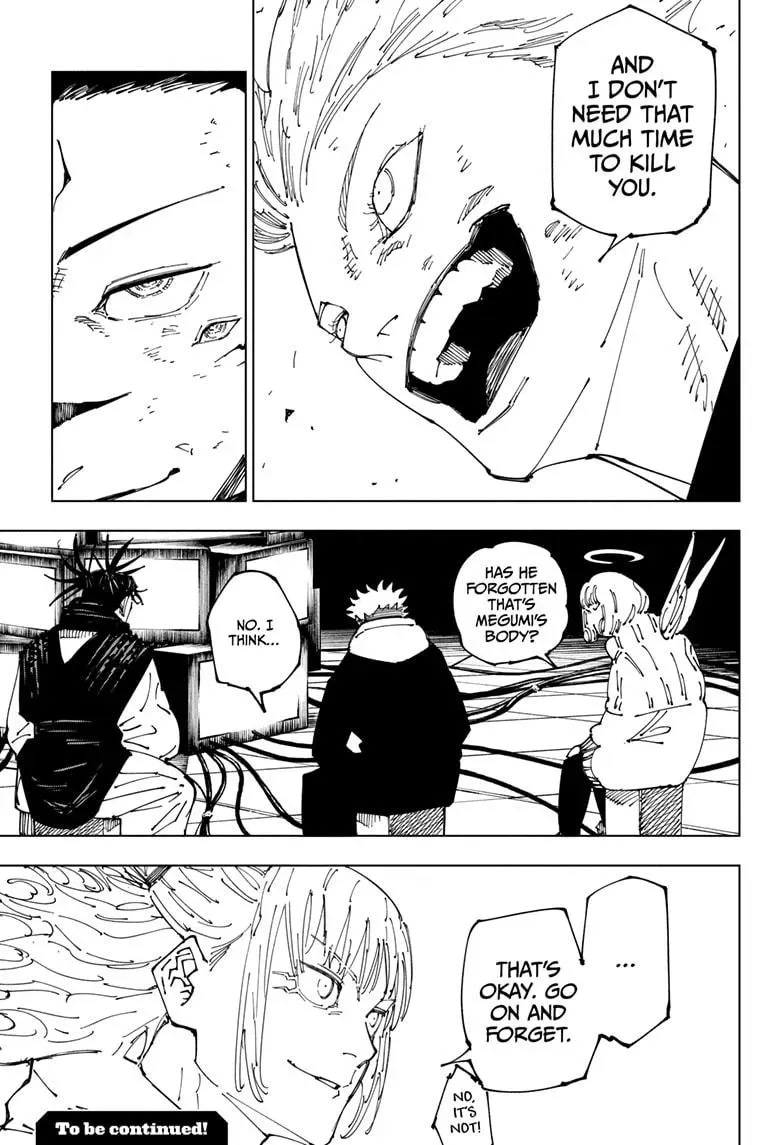 AND
I DON'T
NEED THAT
MUCH TIME
TO KILL
YOU.
HAS HE
FORGOTTEN
THAT'S
MEGUMI'S
BODY?
NO. I
THINK...
...
THAT'S
OKAY. GO
ON AND
FORGET.
NO,
IT'S
NOT!
To be continued!